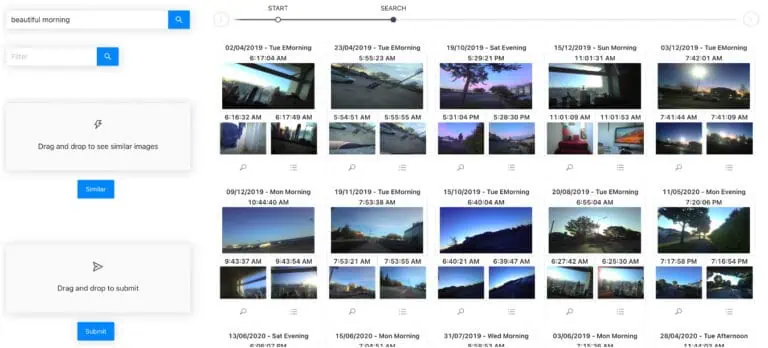 START
SEARCH
beautiful morning
Filter
Drag and drop to see similar images
Similar
Drag and drop to submit
Submit
02/04/2019 - Tue EMorning
6:17:04 AM
6:16:32 AM
6:17:49 AM
23/04/2019 - Tue EMorning
5:55:23 AM
5:54:51 AM
5:55:55 AM
19/10/2019 - Sat Evening
5:29:21 PM
5:31:04 PM
5:28:30 PM
15/12/2019 - Sun Morning
11:01:31 AM
11:01:09 AM
11:01:53 AM
03/12/2019 - Tue EMorning
7:42:01 AM
7:41:44 AM
7:41:09 AM
09/12/2019 - Mon Morning
10:44:40 AM
9:43:37 AM
9:43:54 AM
19/11/2019 - Tue EMorning
7:53:38 AM
7:53:21 AM
7:53:55 AM
15/10/2019 - Tue EMorning
6:40:04 AM
6:40:21 AM
6:39:47 AM
20/08/2019 - Tue EMorning
6:55:04 AM
6:27:42 AM
6:25:30 AM
11/05/2020 - Mon Evening
7:20:06 PM
7:17:58 PM
7:16:54 PM
13/06/2020 - Sat Evening
15/06/2020 - Mon Morning
31/07/2019 - Wed Morning
03/06/2019 - Mon Morning
28/04/2020 - Tue Afternoon